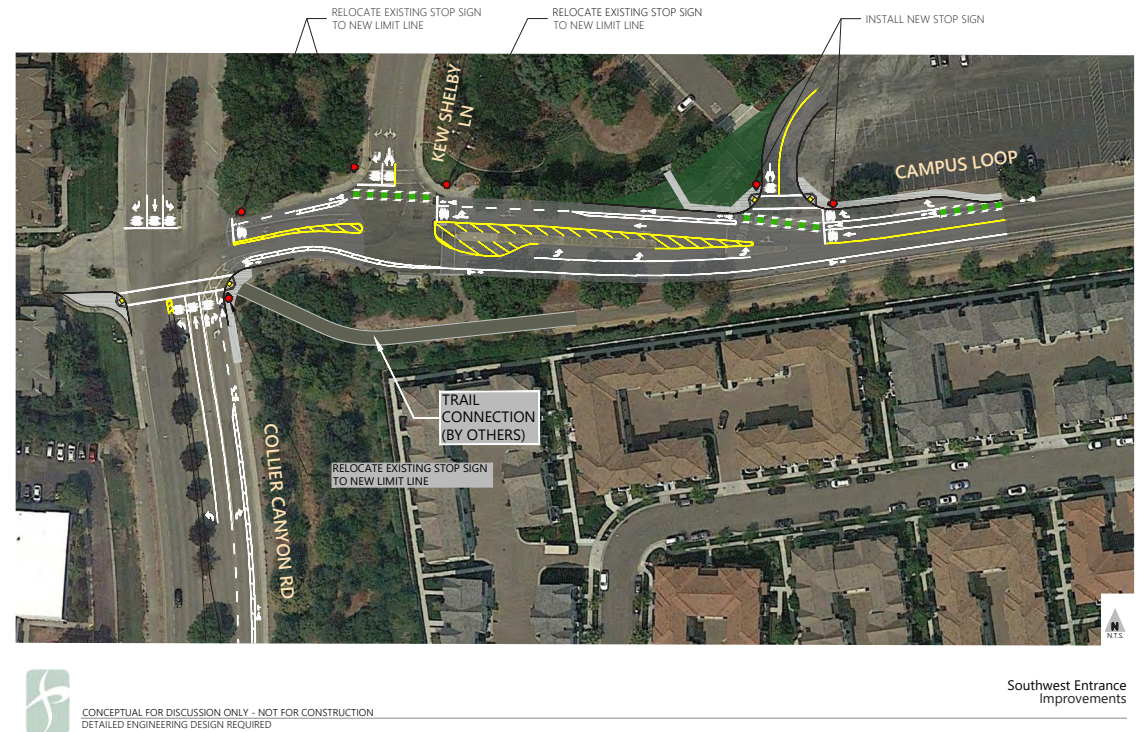 RELOCATE EXISTING STOP SIGN
TO NEW LIMIT LINE
RELOCATE EXISTING STOP SIGN
TO NEW LIMIT LINE
INSTALL NEW STOP SIGN
KEW SHELBY
LN
CAMPUS LOOP
TRAIL
CONNECTION
(BY OTHERS)
RELOCATE EXISTING STOP SIGN
TO NEW LIMIT LINE
COLLIER CANYON RD
N
N.T.S.
Southwest Entrance
Improvements
CONCEPTUAL FOR DISCUSSION ONLY - NOT FOR CONSTRUCTION
DETAILED ENGINEERING DESIGN REQUIRED